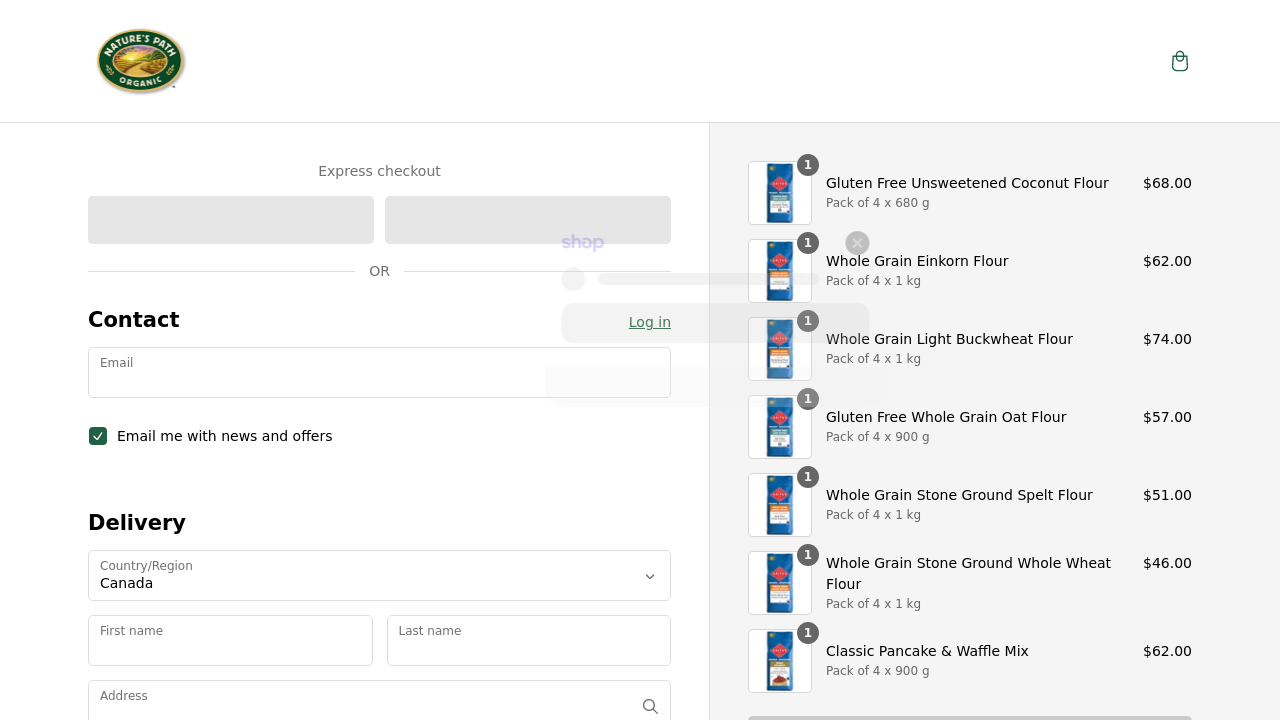 NATURE'S PATH
ORGANIC
Express checkout
shop
OR
Contact
Log in
Email
Email me with news and offers
Delivery
Country/Region
Canada
First name
Last name
Address
1
Gluten Free Unsweetened Coconut Flour
$68.00
Pack of 4 x 680 g
1
Whole Grain Einkorn Flour
$62.00
Pack of 4 x 1 kg
1
Whole Grain Light Buckwheat Flour
$74.00
Pack of 4 x 1 kg
1
Gluten Free Whole Grain Oat Flour
$57.00
Pack of 4 x 900 g
1
Whole Grain Stone Ground Spelt Flour
$51.00
Pack of 4 x 1 kg
1
Whole Grain Stone Ground Whole Wheat
Flour
$46.00
Pack of 4 x 1 kg
1
Classic Pancake & Waffle Mix
$62.00
Pack of 4 x 900 g